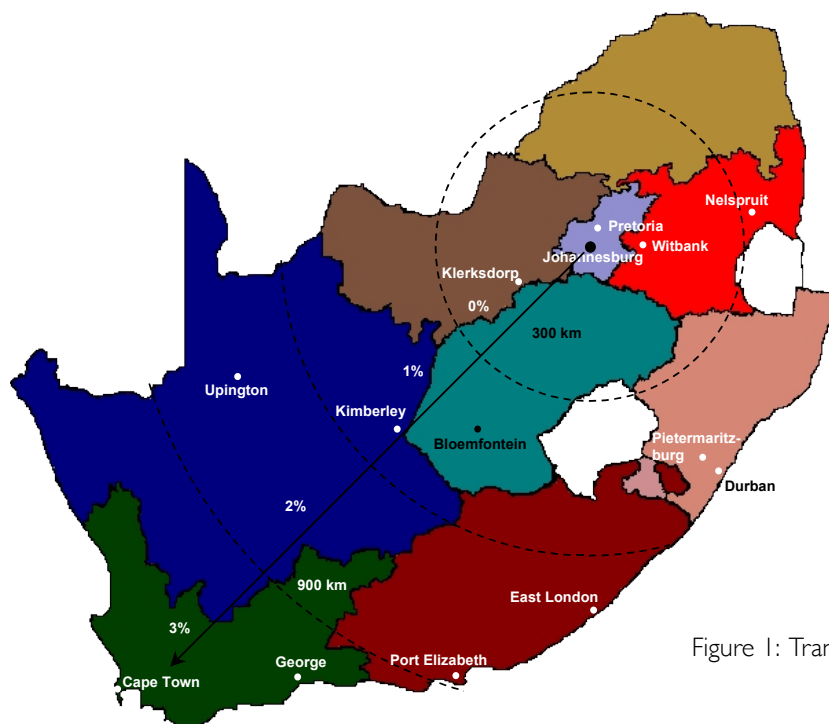 Nelspruit
Pretoria
Witbank
Johannesburg
Klerksdorp
0%
300 km
1%
Upington
Kimberley
Bloemfontein
Pietermaritz-
burg
Durban
2%
900 km
East London
3%
George
Port Elizabeth
Cape Town
Figure 1: